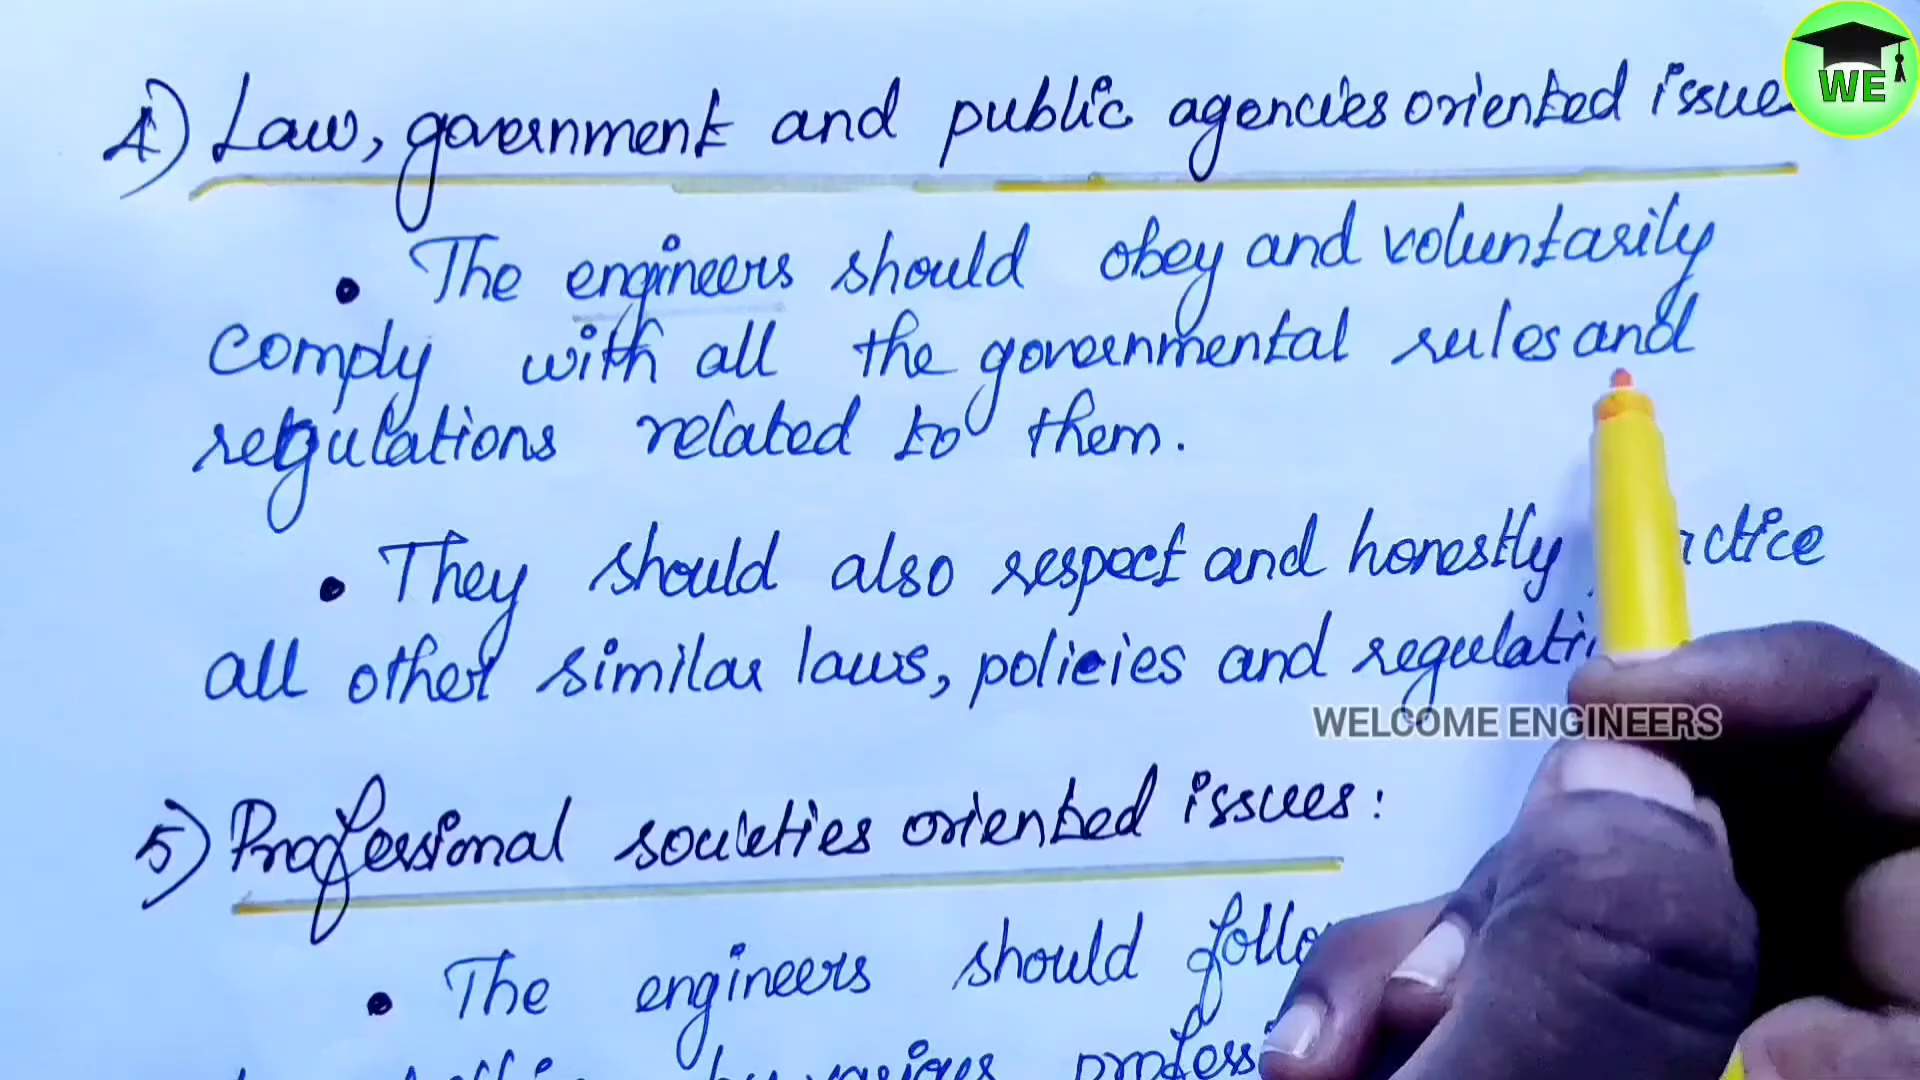 WE
4) Law, government and public agencies oriented issue
• The engineers should obey and voluntarily
comply with all the governmental rules and
regulations related to them.
• They should also respect and honestly
all other similar laws, policies and
WELCOME ENGINEERS
5) Professional societies oriented issues:
• The engineers should
by various